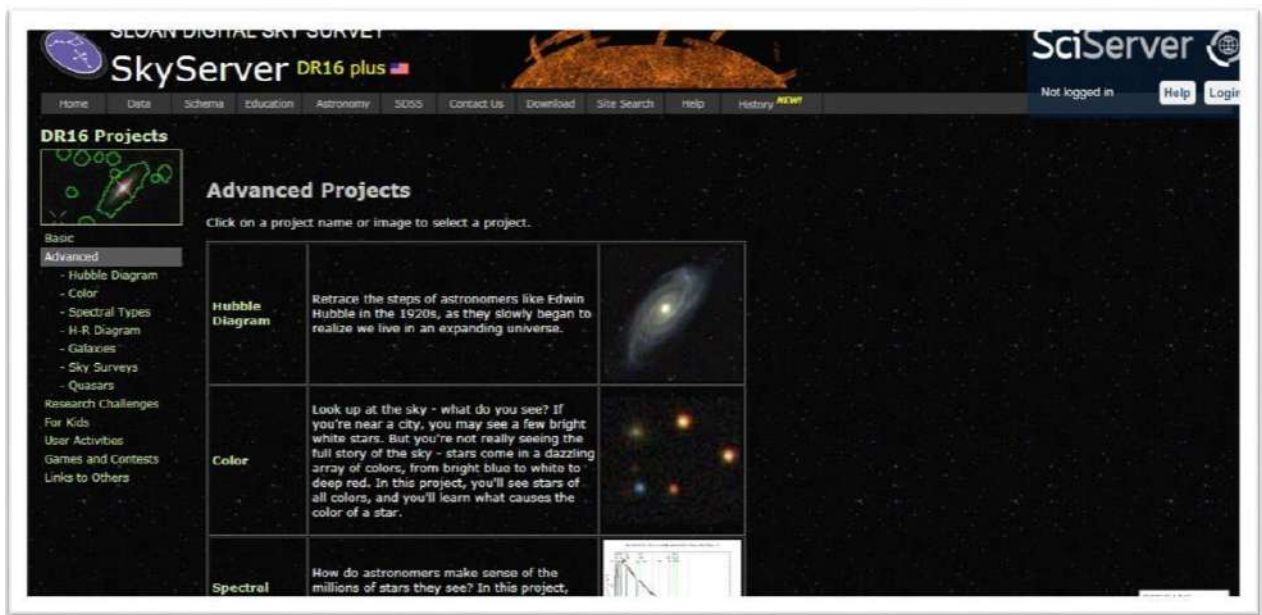 SLOAN DIGITAL SKY SURVEY
SkyServer DR16 plus
SciServer
Not logged in Help Login
Home Data Schema Education Astronomy SDSS Contact Us Download Site Search Help History NEW!
DR16 Projects
Basic
Advanced
- Hubble Diagram
- Color
- Spectral Types
- H-R Diagram
- Galaxies
- Sky Surveys
- Quasars
Research Challenges
For Kids
User Activities
Games and Contests
Links to Others
Advanced Projects
Click on a project name or image to select a project.
Hubble
Diagram
Retrace the steps of astronomers like Edwin
Hubble in the 1920s, as they slowly began to
realize we live in an expanding universe.
Color
Look up at the sky - what do you see? If
you're near a city, you may see a few bright
white stars. But you're not really seeing the
full story of the sky - stars come in a dazzling
array of colors, from bright blue to white to
deep red. In this project, you'll see stars of
all colors, and you'll learn what causes the
color of a star.
Spectral
How do astronomers make sense of the
millions of stars they see? In this project,